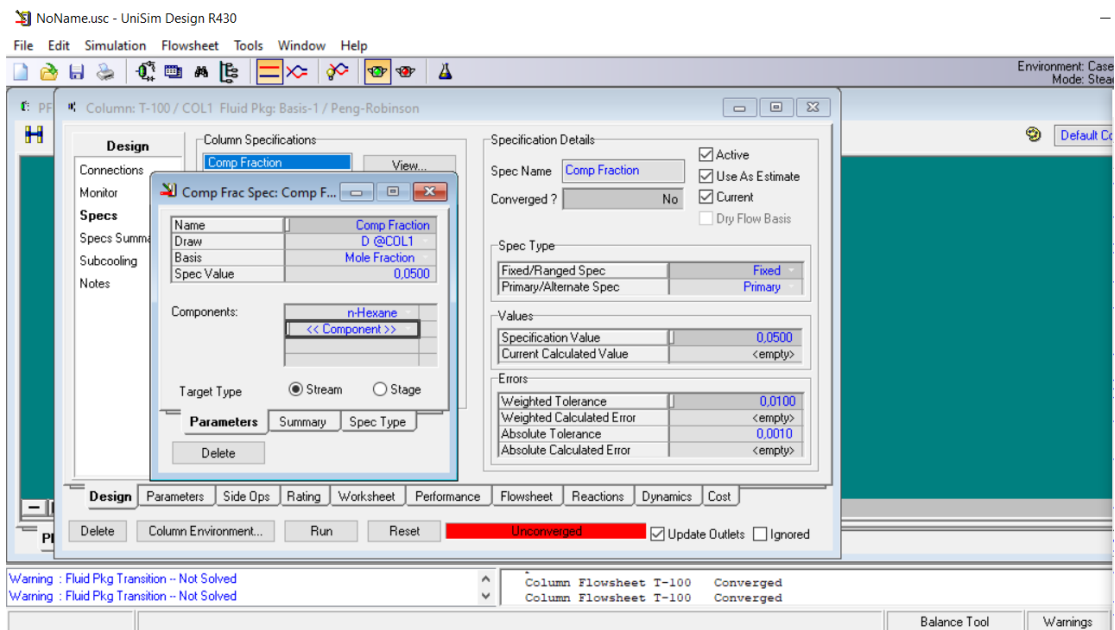 NoName.usc - UniSim Design R430
File Edit Simulation Flowsheet Tools Window Help
Environment: Case
Mode: Stea
PF
Column: T-100 / COL1 Fluid Pkg: Basis-1 / Peng-Robinson
Default Co
Design
Connections
Monitor
Specs
Specs Summa
Subcooling
Notes
Column Specifications
Comp Fraction
View...
Comp Frac Spec: Comp F...
Name Comp Fraction
Draw D @COL1
Basis Mole Fraction
Spec Value 0,0500
Components: n-Hexane
<< Component >>
Target Type Stream Stage
Parameters Summary Spec Type
Delete
Specification Details
Spec Name Comp Fraction
Converged ? No
Active
Use As Estimate
Current
Dry Flow Basis
Spec Type
Fixed/Ranged Spec Fixed
Primary/Alternate Spec Primary
Values
Specification Value 0,0500
Current Calculated Value <empty>
Errors
Weighted Tolerance 0,0100
Weighted Calculated Error <empty>
Absolute Tolerance 0,0010
Absolute Calculated Error <empty>
Design Parameters Side Ops Rating Worksheet Performance Flowsheet Reactions Dynamics Cost
Delete Column Environment... Run Reset Unconverged Update Outlets Ignored
Warning : Fluid Pkg Transition -- Not Solved
Warning : Fluid Pkg Transition -- Not Solved
Column Flowsheet T-100 Converged
Column Flowsheet T-100 Converged
Balance Tool Warnings